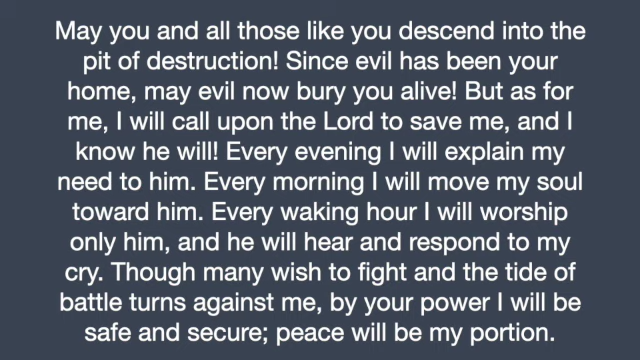 May you and all those like you descend into the
pit of destruction! Since evil has been your
home, may evil now bury you alive! But as for
me, I will call upon the Lord to save me, and I
know he will! Every evening I will explain my
need to him. Every morning I will move my soul
toward him. Every waking hour I will worship
only him, and he will hear and respond to my
cry. Though many wish to fight and the tide of
battle turns against me, by your power I will be
safe and secure; peace will be my portion.